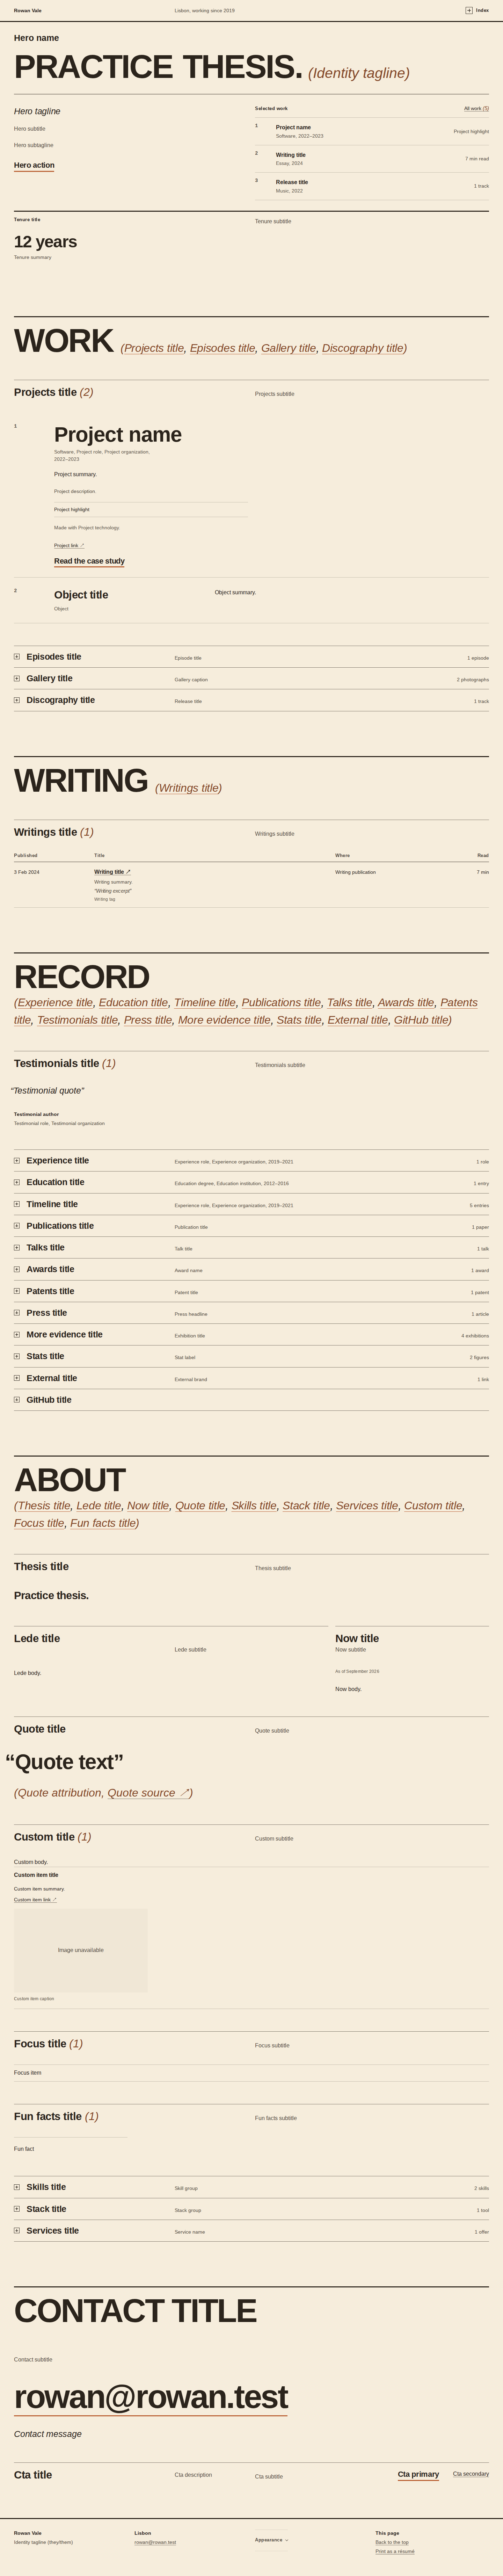 Rowan Vale
Lisbon, working since 2019
Index
Hero name
PRACTICE THESIS. (Identity tagline)
Hero tagline
Hero subtitle
Hero subtagline
Hero action
Selected work
All work (5)
1
Project name
Software, 2022–2023
Project highlight
2
Writing title
Essay, 2024
7 min read
3
Release title
Music, 2022
1 track
Tenure title
Tenure subtitle
12 years
Tenure summary
WORK (Projects title, Episodes title, Gallery title, Discography title)
Projects title (2)
Projects subtitle
1
Project name
Software, Project role, Project organization,
2022–2023
Project summary.
Project description.
Project highlight
Made with Project technology.
Project link ↗
Read the case study
2
Object title
Object summary.
Object
Episodes title
Episode title
1 episode
Gallery title
Gallery caption
2 photographs
Discography title
Release title
1 track
WRITING (Writings title)
Writings title (1)
Writings subtitle
Published
Title
Where
Read
3 Feb 2024
Writing title ↗
Writing publication
7 min
Writing summary.
“Writing excerpt”
Writing tag
RECORD
(Experience title, Education title, Timeline title, Publications title, Talks title, Awards title, Patents
title, Testimonials title, Press title, More evidence title, Stats title, External title, GitHub title)
Testimonials title (1)
Testimonials subtitle
“Testimonial quote”
Testimonial author
Testimonial role, Testimonial organization
Experience title
Experience role, Experience organization, 2019–2021
1 role
Education title
Education degree, Education institution, 2012–2016
1 entry
Timeline title
Experience role, Experience organization, 2019–2021
5 entries
Publications title
Publication title
1 paper
Talks title
Talk title
1 talk
Awards title
Award name
1 award
Patents title
Patent title
1 patent
Press title
Press headline
1 article
More evidence title
Exhibition title
4 exhibitions
Stats title
Stat label
2 figures
External title
External brand
1 link
GitHub title
ABOUT
(Thesis title, Lede title, Now title, Quote title, Skills title, Stack title, Services title, Custom title,
Focus title, Fun facts title)
Thesis title
Thesis subtitle
Practice thesis.
Lede title
Lede subtitle
Lede body.
Now title
Now subtitle
As of September 2026
Now body.
Quote title
Quote subtitle
“Quote text”
(Quote attribution, Quote source ↗)
Custom title (1)
Custom subtitle
Custom body.
Custom item title
Custom item summary.
Custom item link ↗
Image unavailable
Custom item caption
Focus title (1)
Focus subtitle
Focus item
Fun facts title (1)
Fun facts subtitle
Fun fact
Skills title
Skill group
2 skills
Stack title
Stack group
1 tool
Services title
Service name
1 offer
CONTACT TITLE
Contact subtitle
rowan@rowan.test
Contact message
Cta title
Cta description
Cta subtitle
Cta primary
Cta secondary
Rowan Vale
Identity tagline (they/them)
Lisbon
rowan@rowan.test
Appearance
This page
Back to the top
Print as a résumé